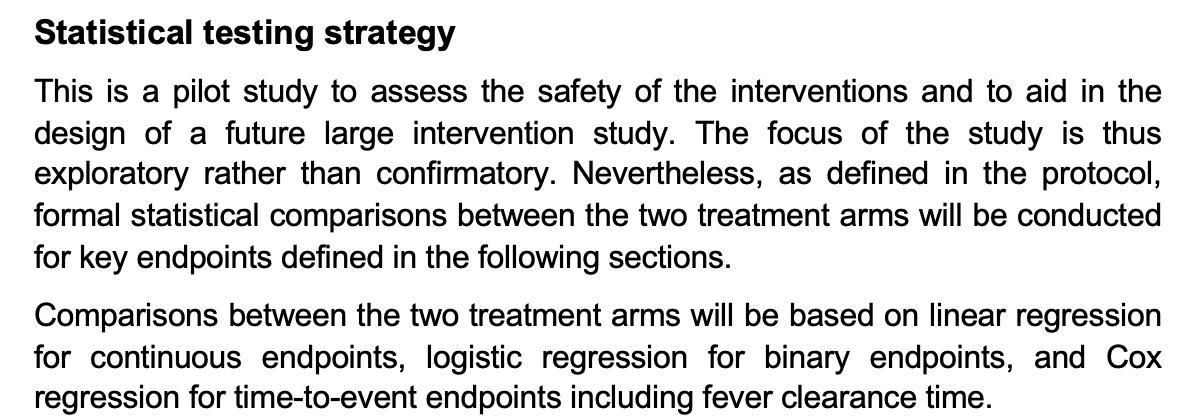 Statistical testing strategy
This is a pilot study to assess the safety of the interventions and to aid in the
design of a future large intervention study. The focus of the study is thus
exploratory rather than confirmatory. Nevertheless, as defined in the protocol,
formal statistical comparisons between the two treatment arms will be conducted
for key endpoints defined in the following sections.
Comparisons between the two treatment arms will be based on linear regression
for continuous endpoints, logistic regression for binary endpoints, and Cox
regression for time-to-event endpoints including fever clearance time.